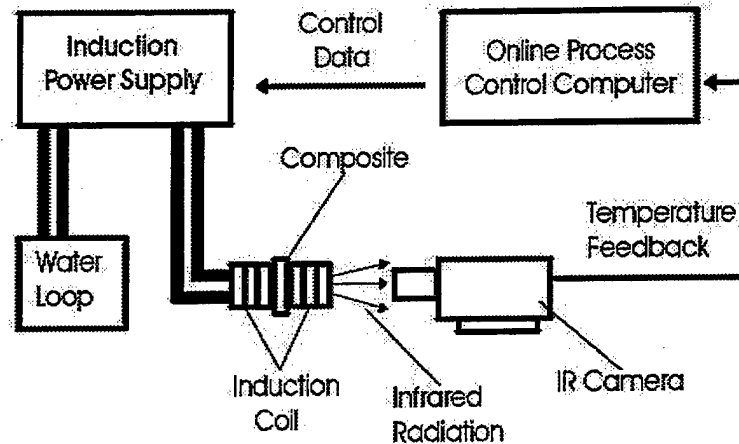 Induction
Power Supply
Control
Data
Online Process
Control Computer
Composite
Water
Loop
Temperature
Feedback
Induction
Coil
Infrared
Radiation
IR Camera